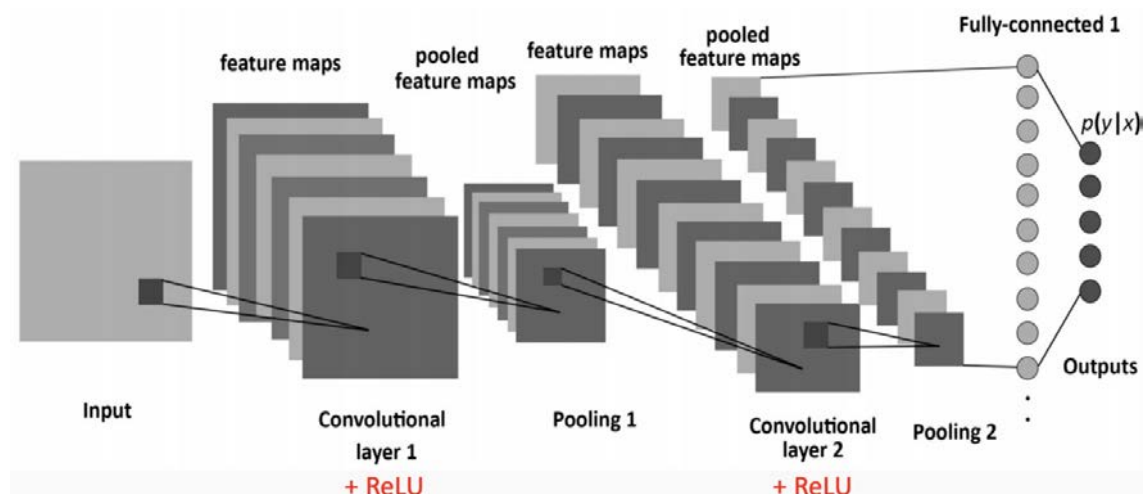 Fully-connected 1
feature maps
pooled
feature maps
feature maps
pooled
feature maps
p(y|x)
Input
Convolutional
layer 1
+ ReLU
Pooling 1
Convolutional
layer 2
+ ReLU
Pooling 2
Outputs